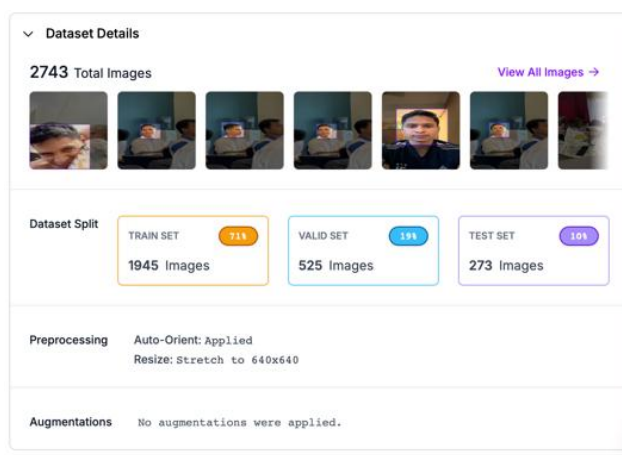 Dataset Details
2743 Total Images
View All Images →
Dataset Split
TRAIN SET 71%
1945 Images
VALID SET 19%
525 Images
TEST SET 10%
273 Images
Preprocessing
Auto-Orient: Applied
Resize: Stretch to 640x640
Augmentations
No augmentations were applied.